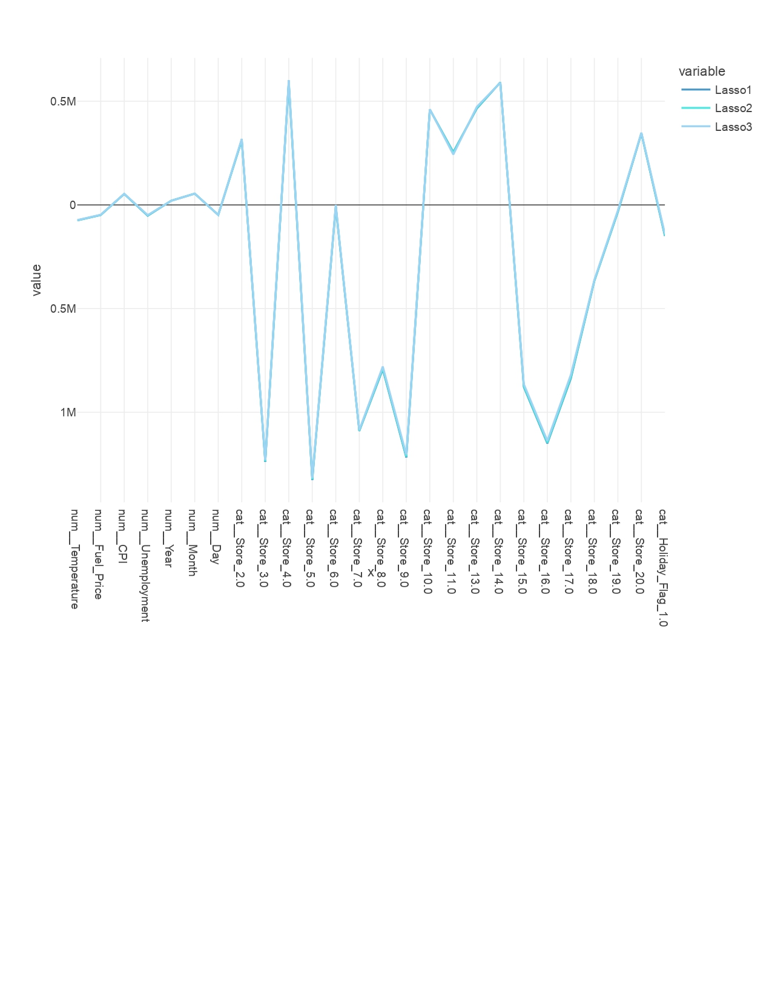 variable
Lasso1
Lasso2
Lasso3
0.5M
0
0.5M
1M
value
num__Temperature
num__Fuel_Price
num__CPI
num__Unemployment
num__Year
num__Month
num__Day
cat__Store_2.0
cat__Store_3.0
cat__Store_4.0
cat__Store_5.0
cat__Store_6.0
cat__Store_7.0
cat__Store_8.0
cat__Store_9.0
cat__Store_10.0
cat__Store_11.0
cat__Store_13.0
cat__Store_14.0
cat__Store_15.0
cat__Store_16.0
cat__Store_17.0
cat__Store_18.0
cat__Store_19.0
cat__Store_20.0
cat__Holiday_Flag_1.0
x